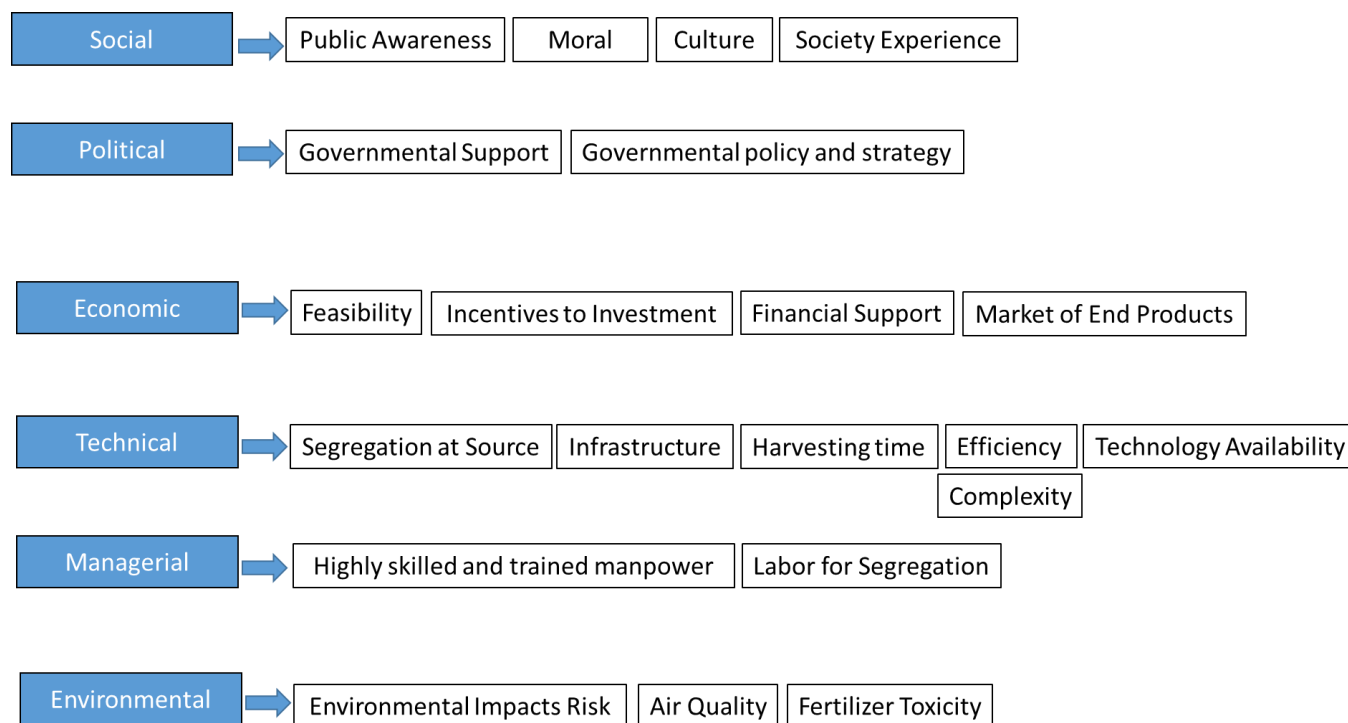 Social
Public Awareness
Moral
Culture
Society Experience
Political
Governmental Support
Governmental policy and strategy
Economic
Feasibility
Incentives to Investment
Financial Support
Market of End Products
Technical
Segregation at Source
Infrastructure
Harvesting time
Efficiency
Technology Availability
Complexity
Managerial
Highly skilled and trained manpower
Labor for Segregation
Environmental
Environmental Impacts Risk
Air Quality
Fertilizer Toxicity